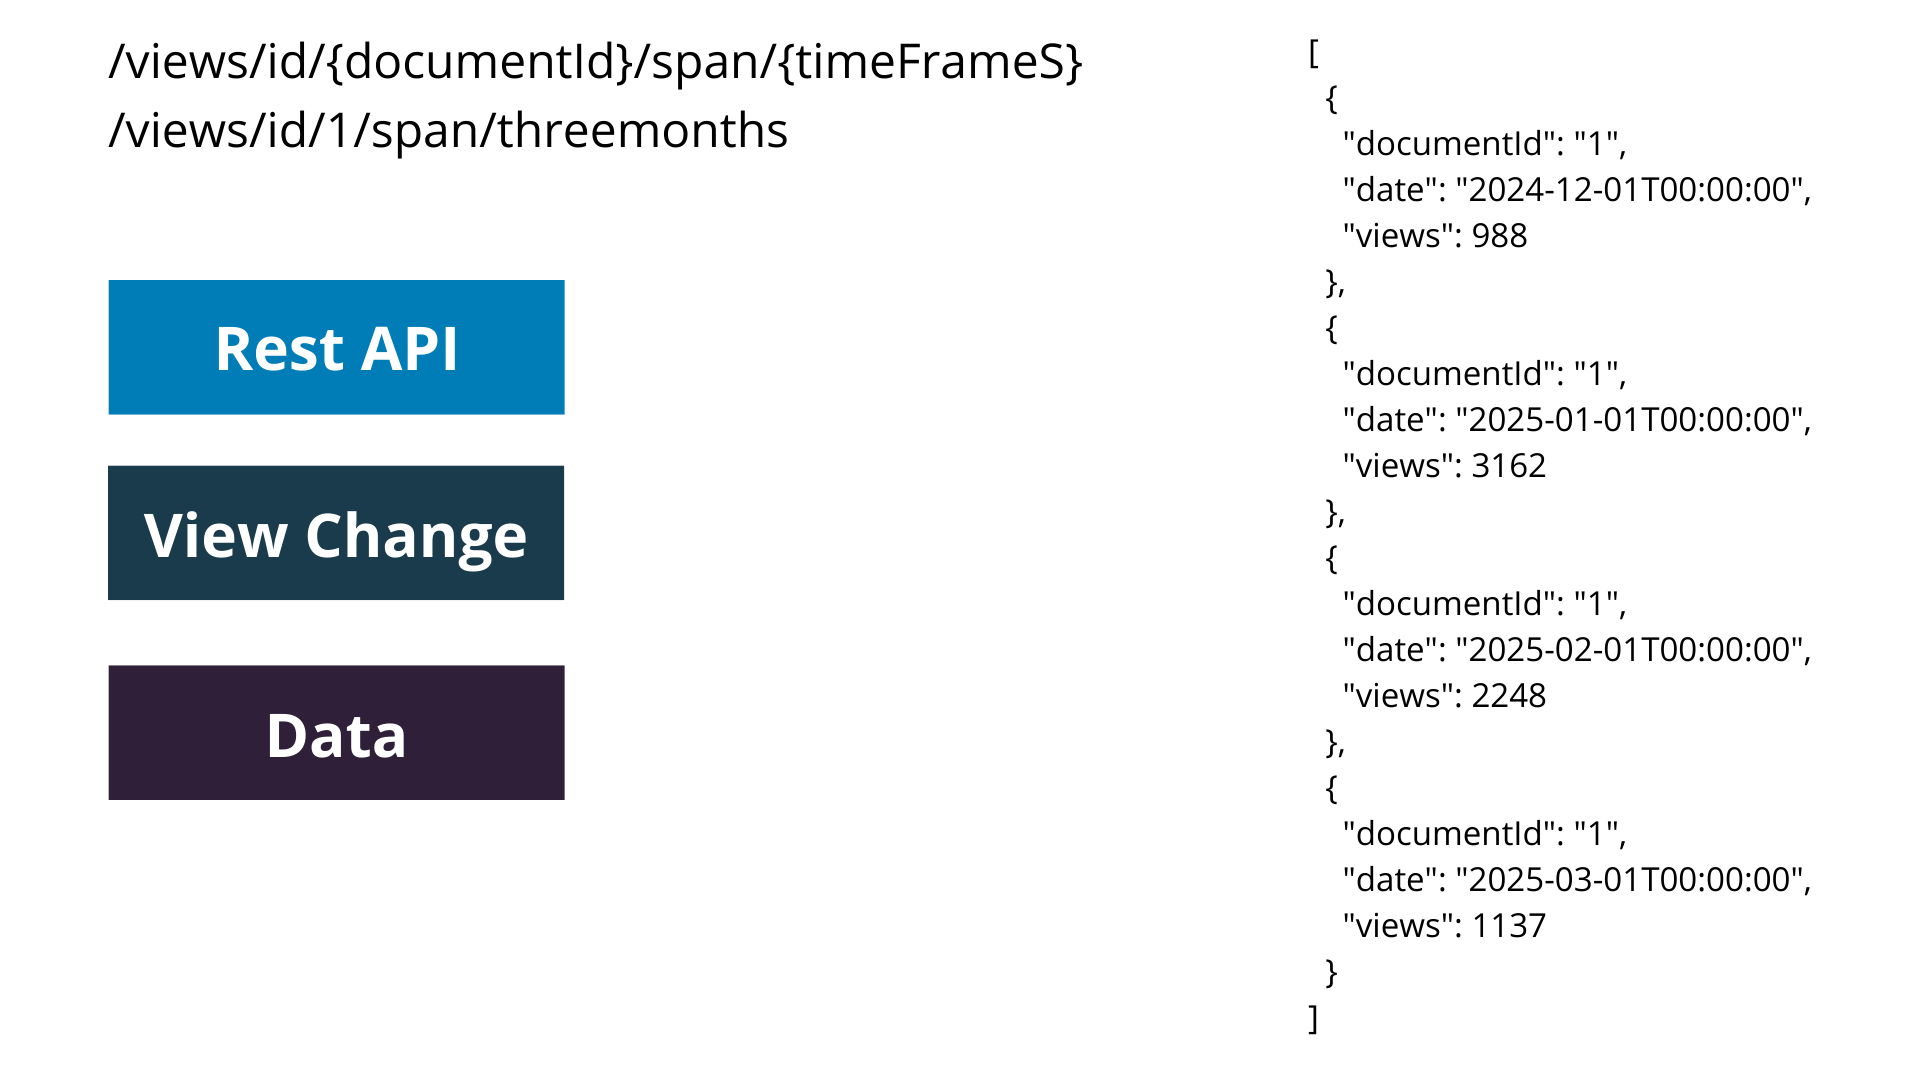 /views/id/{documentId}/span/{timeFrameS}
/views/id/1/span/threemonths
Rest API
View Change
Data
[
{
"documentId": "1",
"date": "2024-12-01T00:00:00",
"views": 988
},
{
"documentId": "1",
"date": "2025-01-01T00:00:00",
"views": 3162
},
{
"documentId": "1",
"date": "2025-02-01T00:00:00",
"views": 2248
},
{
"documentId": "1",
"date": "2025-03-01T00:00:00",
"views": 1137
}
]